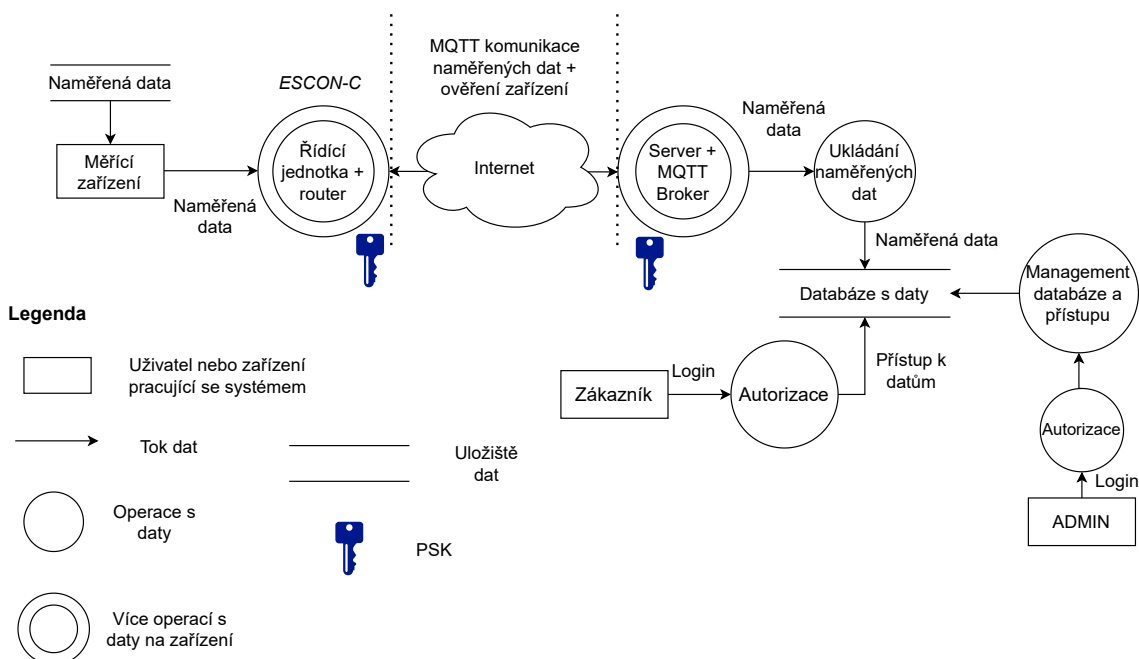 MQTT komunikace
naměřených dat +
ověření zařízení
Naměřená data
ESCON-C
Měřící
zařízení
Naměřená
data
Řídící
jednotka +
router
Internet
Server +
MQTT
Broker
Naměřená
data
Ukládání
naměřených
dat
Naměřená data
Databáze s daty
Management
databáze a
přístupu
Zákazník
Login
Autorizace
Přístup k
datům
Autorizace
Login
ADMIN
Legenda
Uživatel nebo zařízení
pracující se systémem
Tok dat
Uložiště
dat
Operace s
daty
PSK
Více operací s
daty na zařízení